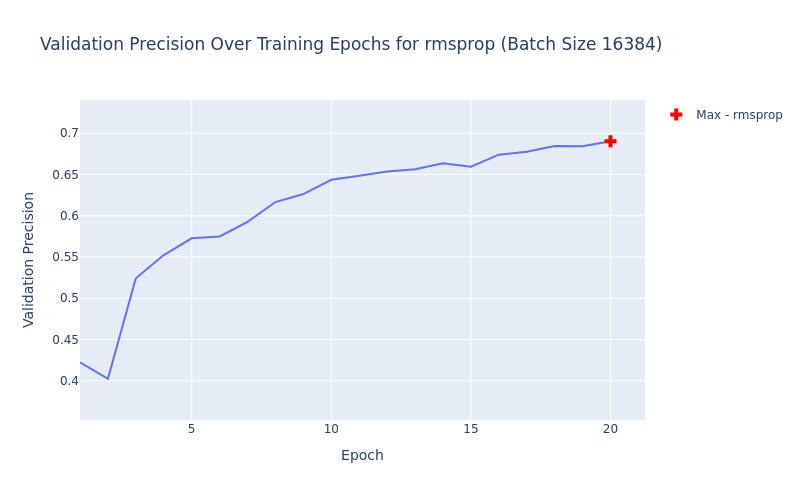 Validation Precision Over Training Epochs for rmsprop (Batch Size 16384)
Max - rmsprop
0.7
0.65
0.6
0.55
0.5
0.45
0.4
Validation Precision
5 10 15 20
Epoch